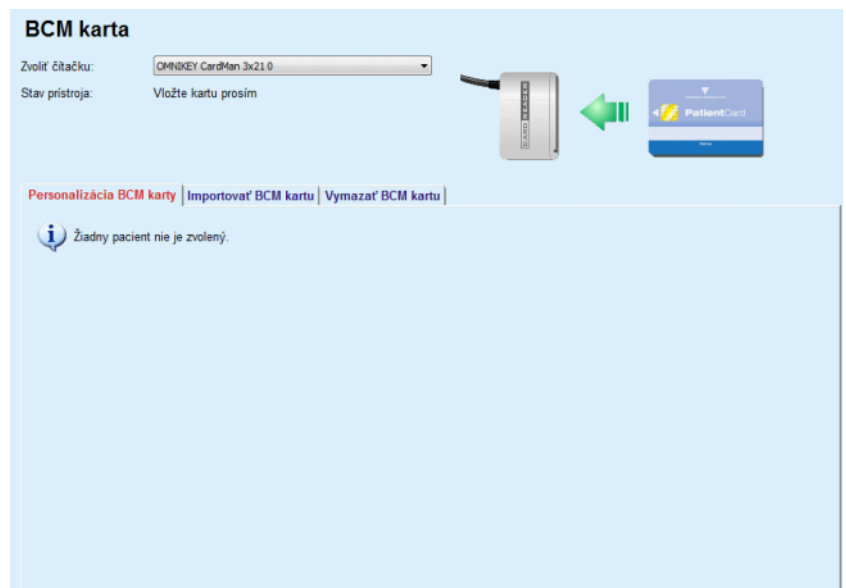 BCM karta
Zvoliť čítačku: OMNIKEY CardMan 3x21 0
Stav prístroja: Vložte kartu prosím
CARD READER
PatientCard
Personalizácia BCM karty Importovať BCM kartu Vymazať BCM kartu
Žiadny pacient nie je zvolený.